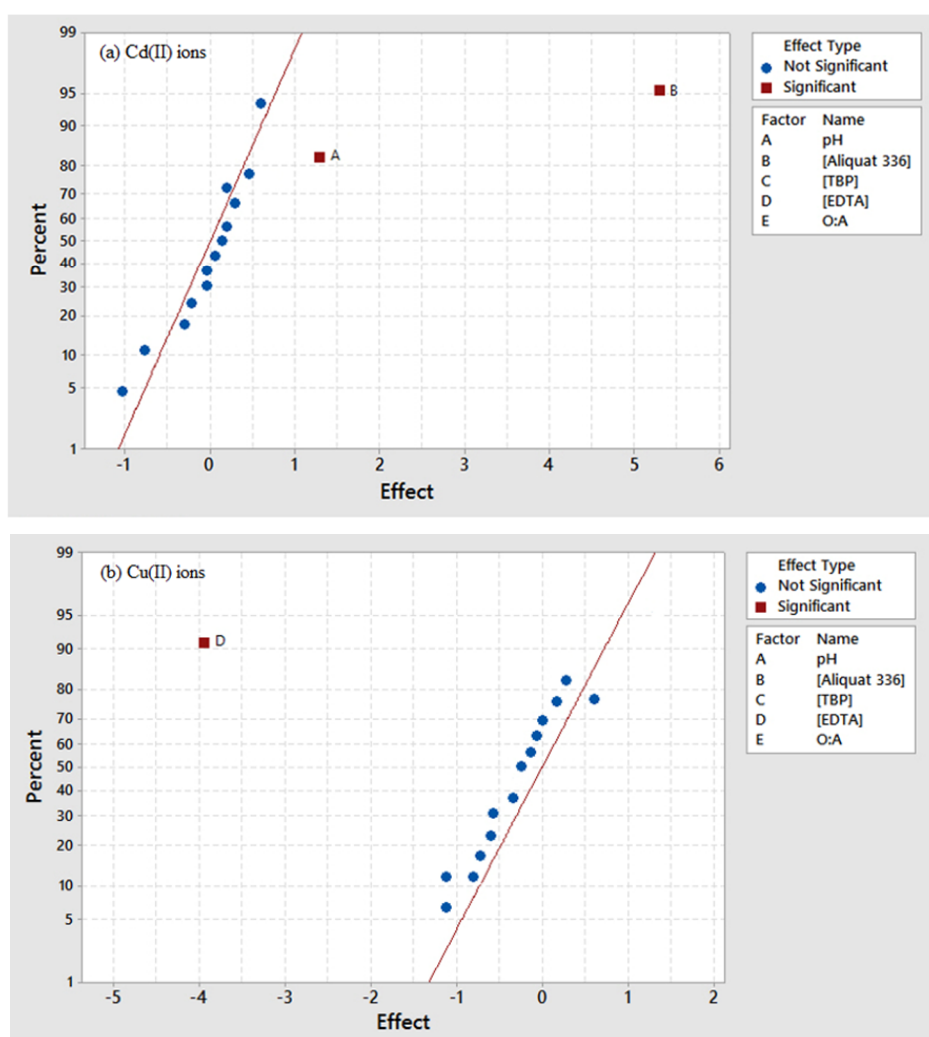 (a) Cd(II) ions
99
95
90
80
70
60
50
40
30
20
10
5
1
Percent
B
A
-1 0 1 2 3 4 5 6
Effect
Effect Type
Not Significant
Significant
Factor Name
A pH
B [Aliquat 336]
C [TBP]
D [EDTA]
E O:A
(b) Cu(II) ions
99
95
90
80
70
60
50
40
30
20
10
5
1
Percent
D
-5 -4 -3 -2 -1 0 1 2
Effect
Effect Type
Not Significant
Significant
Factor Name
A pH
B [Aliquat 336]
C [TBP]
D [EDTA]
E O:A